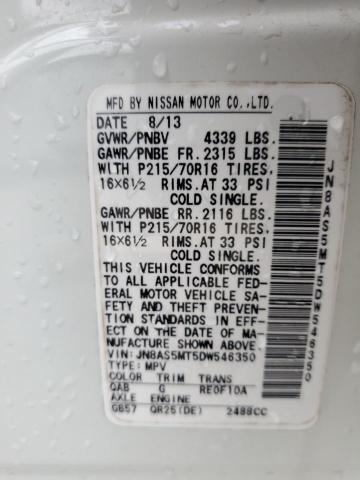 MFD BY NISSAN MOTOR CO.,LTD.
DATE 8/13
GVWR/PNBV 4339 LBS.
GAWR/PNBE FR. 2315 LBS.
WITH P215/70R16 TIRES,
16x6½ RIMS.AT 33 PSI
COLD SINGLE.
GAWR/PNBE RR. 2116 LBS.
WITH P215/70R16 TIRES,
16x6½ RIMS.AT 33 PSI
COLD SINGLE.
THIS VEHICLE CONFORMS
TO ALL APPLICABLE FED-
ERAL MOTOR VEHICLE SA-
FETY AND THEFT PREVEN-
TION STANDARDS IN EFF-
ECT ON THE DATE OF MA-
NUFACTURE SHOWN ABOVE.
VIN: JN8AS5MT5DW546350
TYPE: MPV
COLOR TRIM TRANS
QAB G RE0F10A
AXLE ENGINE
GB57 QR25(DE) 2488CC
JN8AS5MT5DW546350